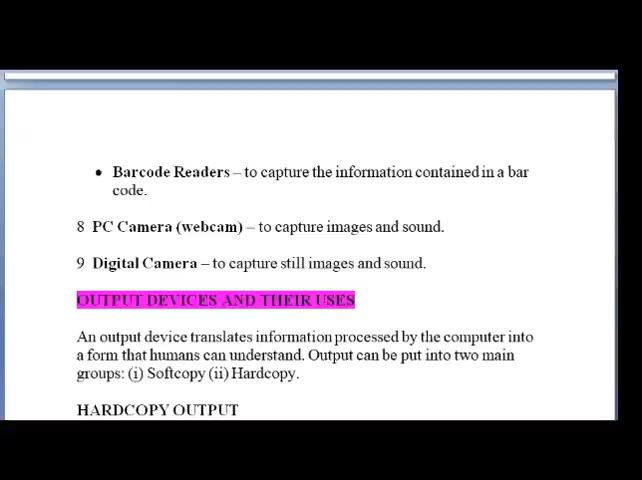 • Barcode Readers – to capture the information contained in a bar
code.
8 PC Camera (webcam) – to capture images and sound.
9 Digital Camera – to capture still images and sound.
OUTPUT DEVICES AND THEIR USES
An output device translates information processed by the computer into
a form that humans can understand. Output can be put into two main
groups: (i) Softcopy (ii) Hardcopy.
HARDCOPY OUTPUT